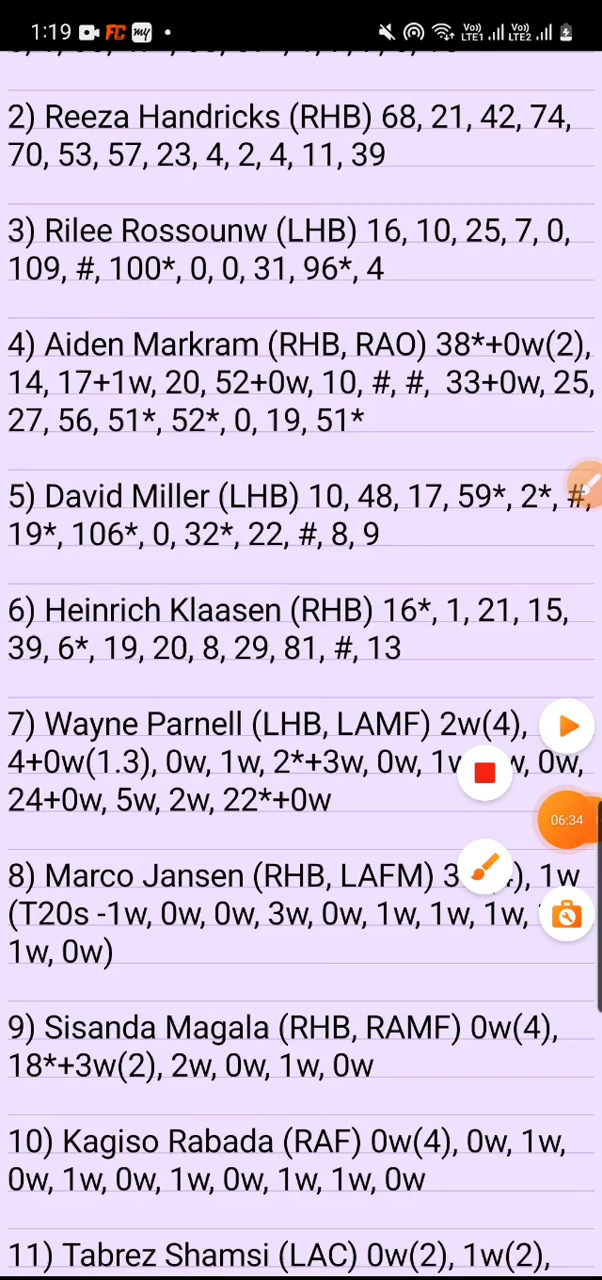 1:19 FC my Vo)) LTE1 Vo)) LTE2
2) Reeza Handricks (RHB) 68, 21, 42, 74,
70, 53, 57, 23, 4, 2, 4, 11, 39
3) Rilee Rossounw (LHB) 16, 10, 25, 7, 0,
109, #, 100*, 0, 0, 31, 96*, 4
4) Aiden Markram (RHB, RAO) 38*+0w(2),
14, 17+1w, 20, 52+0w, 10, #, #, 33+0w, 25,
27, 56, 51*, 52*, 0, 19, 51*
5) David Miller (LHB) 10, 48, 17, 59*, 2*, #,
19*, 106*, 0, 32*, 22, #, 8, 9
6) Heinrich Klaasen (RHB) 16*, 1, 21, 15,
39, 6*, 19, 20, 8, 29, 81, #, 13
7) Wayne Parnell (LHB, LAMF) 2w(4),
4+0w(1.3), 0w, 1w, 2*+3w, 0w, 1w, 0w,
24+0w, 5w, 2w, 22*+0w
06:34
8) Marco Jansen (RHB, LAFM) 3 ), 1w
(T20s -1w, 0w, 0w, 3w, 0w, 1w, 1w, 1w,
1w, 0w)
9) Sisanda Magala (RHB, RAMF) 0w(4),
18*+3w(2), 2w, 0w, 1w, 0w
10) Kagiso Rabada (RAF) 0w(4), 0w, 1w,
0w, 1w, 0w, 1w, 0w, 1w, 1w, 0w
11) Tabrez Shamsi (LAC) 0w(2), 1w(2),